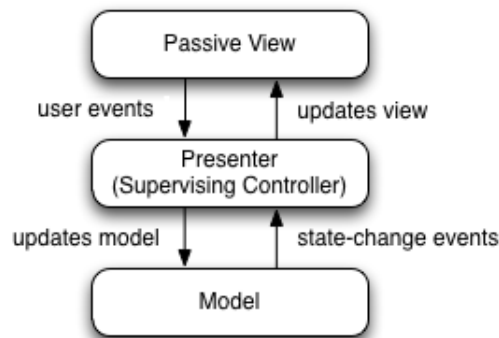 Passive View
user events
updates view
Presenter
(Supervising Controller)
updates model
state-change events
Model